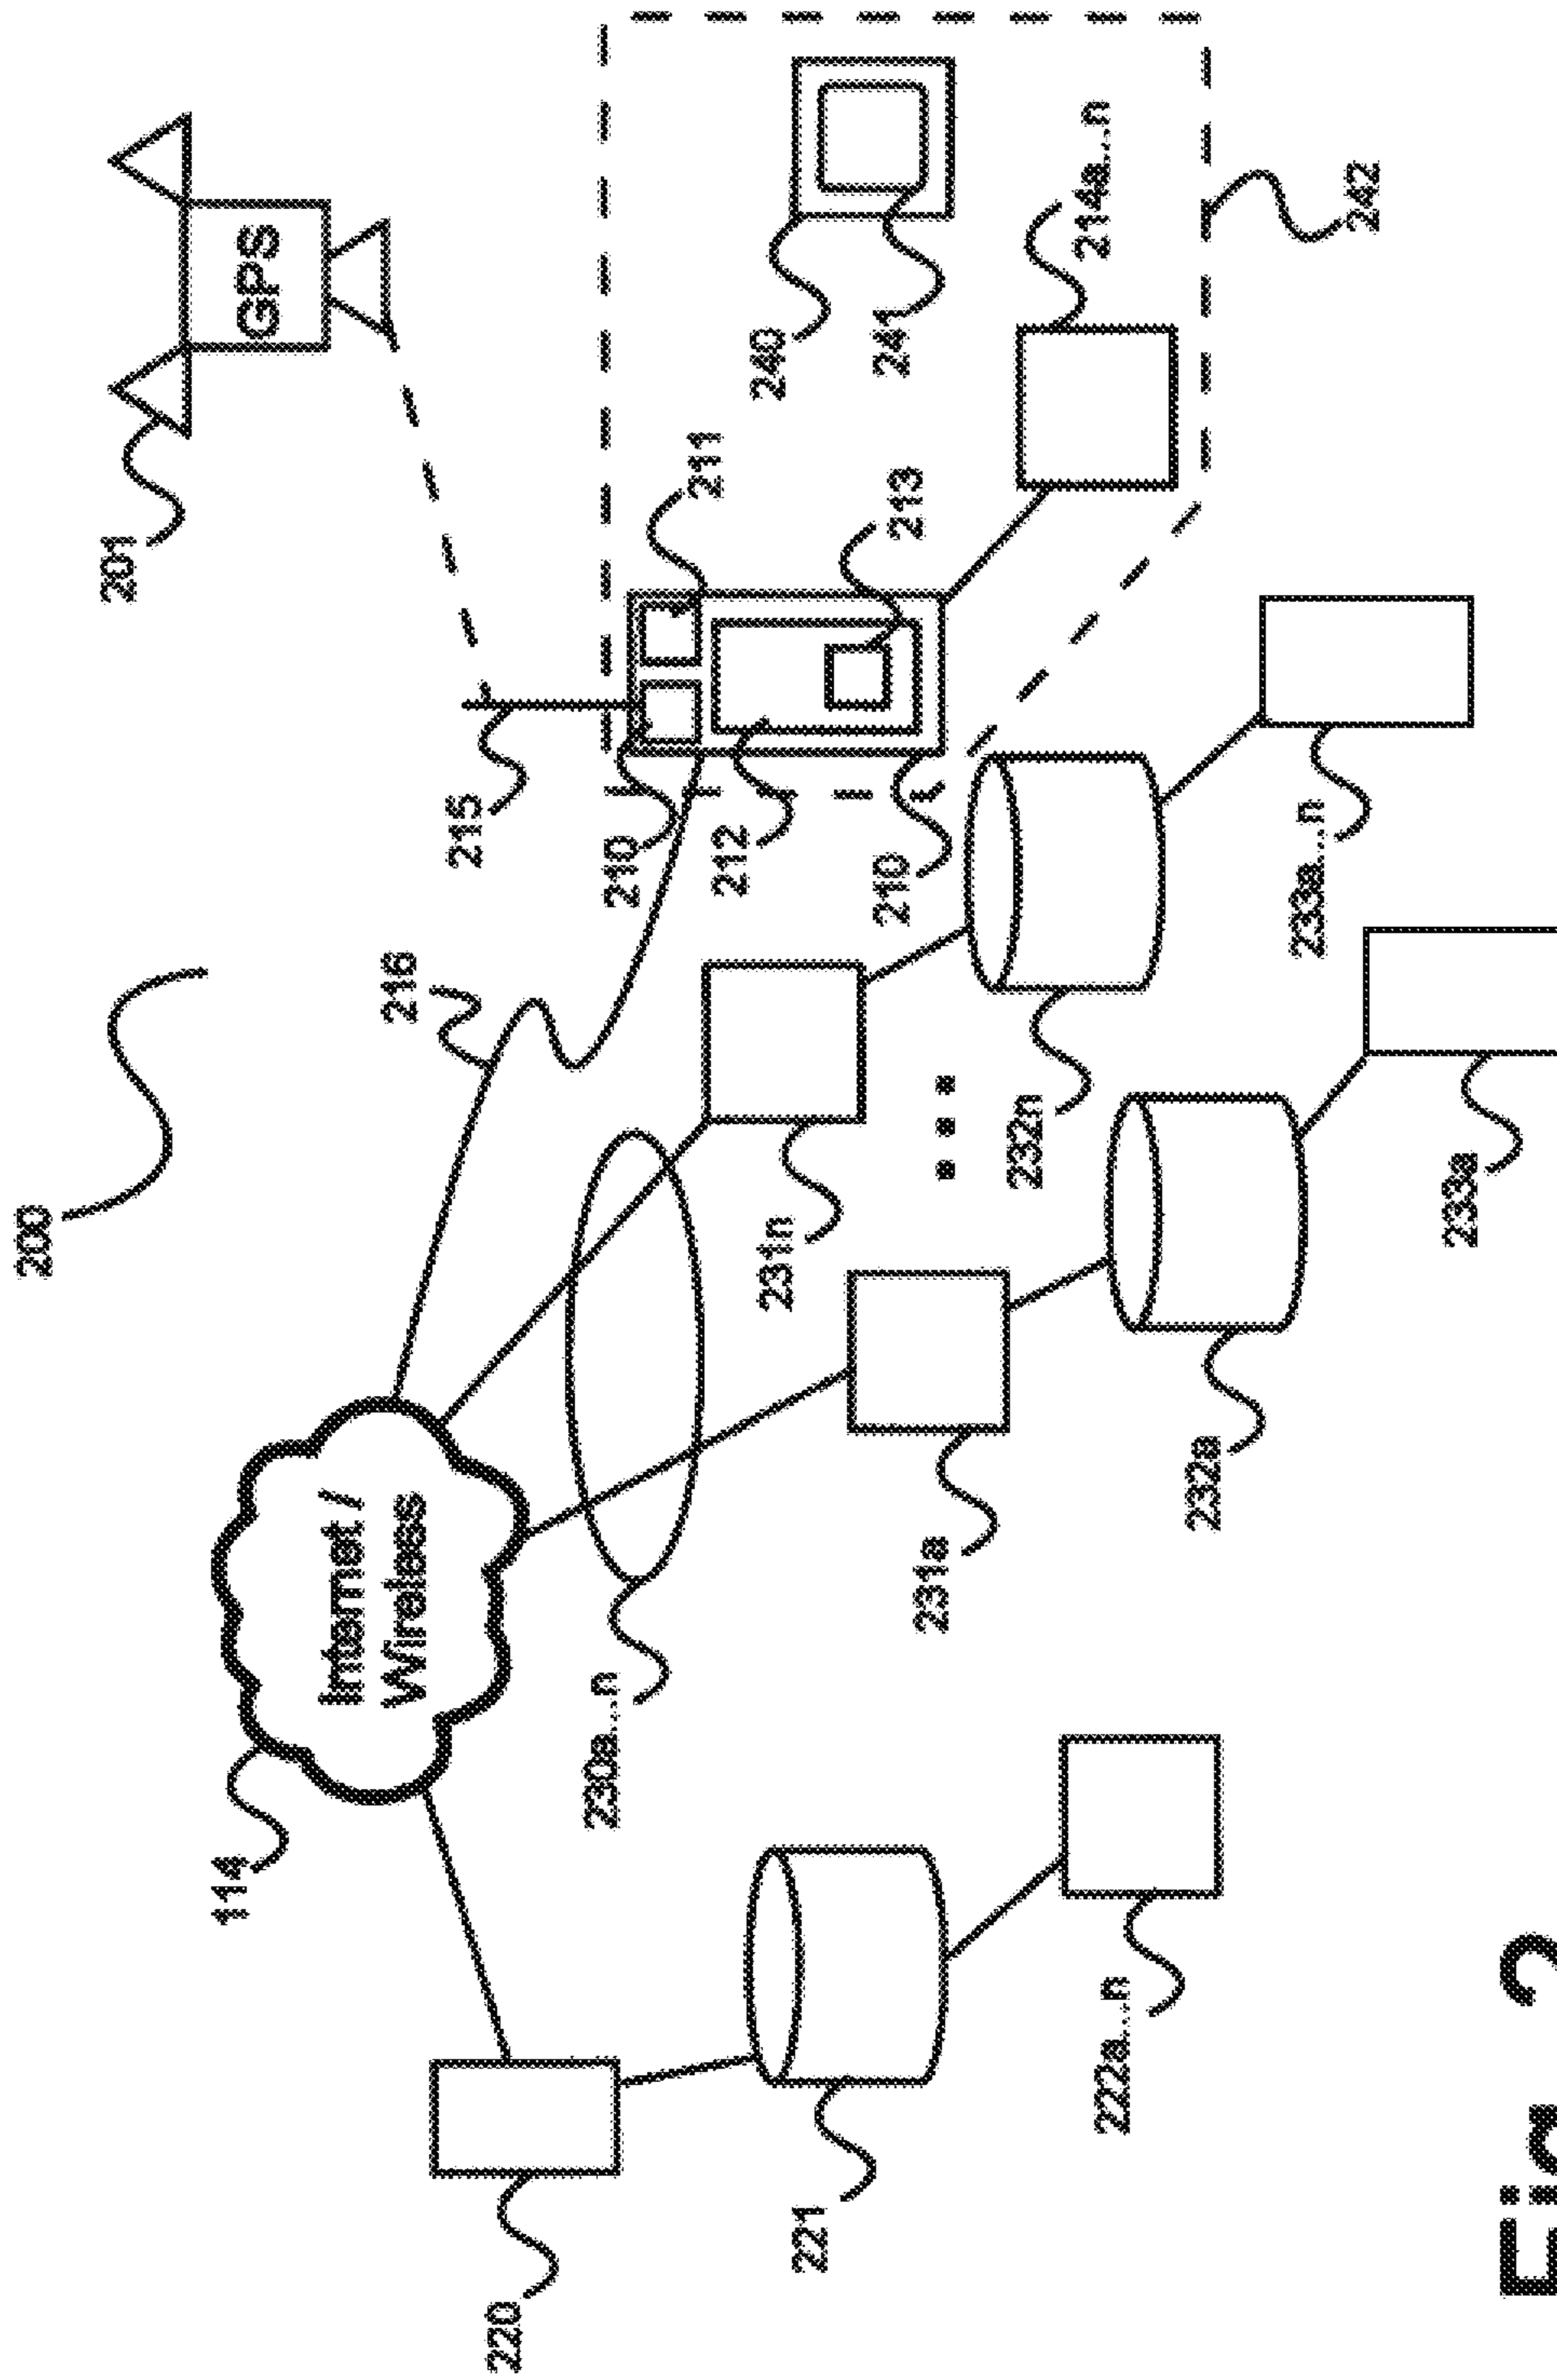 200
201
GPS
216
215
114
Internet /
Wireless
210
211
212
213
210
240
241
214a...n
242
220
221
222a...n
230a...n
231a
231n
232a
232n
233a
233a...n
Fig. 2